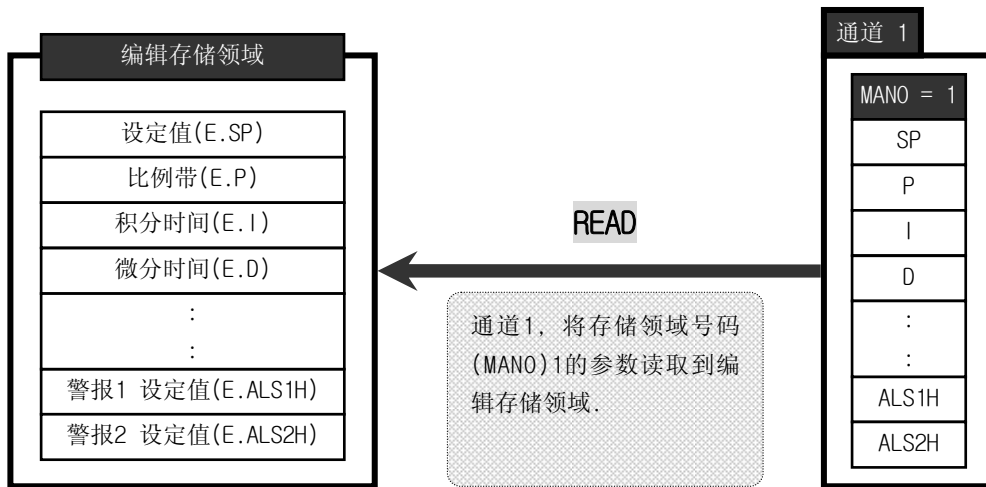 编辑存储领域
设定值(E.SP)
比例带(E.P)
积分时间(E.I)
微分时间(E.D)
:
:
警报1 设定值(E.ALS1H)
警报2 设定值(E.ALS2H)
READ
通道1, 将存储领域号码
(MANO)1的参数读取到编
辑存储领域.
通道 1
MANO = 1
SP
P
I
D
:
:
ALS1H
ALS2H